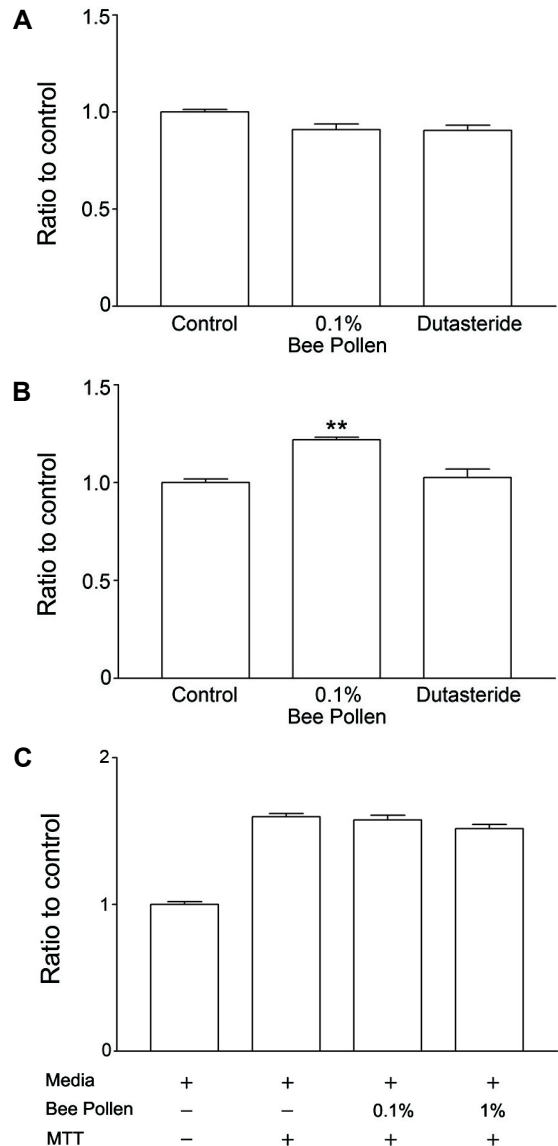 A
1.5
1.0
0.5
0
Ratio to control
Control
0.1%
Bee Pollen
Dutasteride
B
1.5
**
1.0
0.5
0
Ratio to control
Control
0.1%
Bee Pollen
Dutasteride
C
2
1
0
Ratio to control
Media + + + +
Bee Pollen – – 0.1% 1%
MTT – + + +